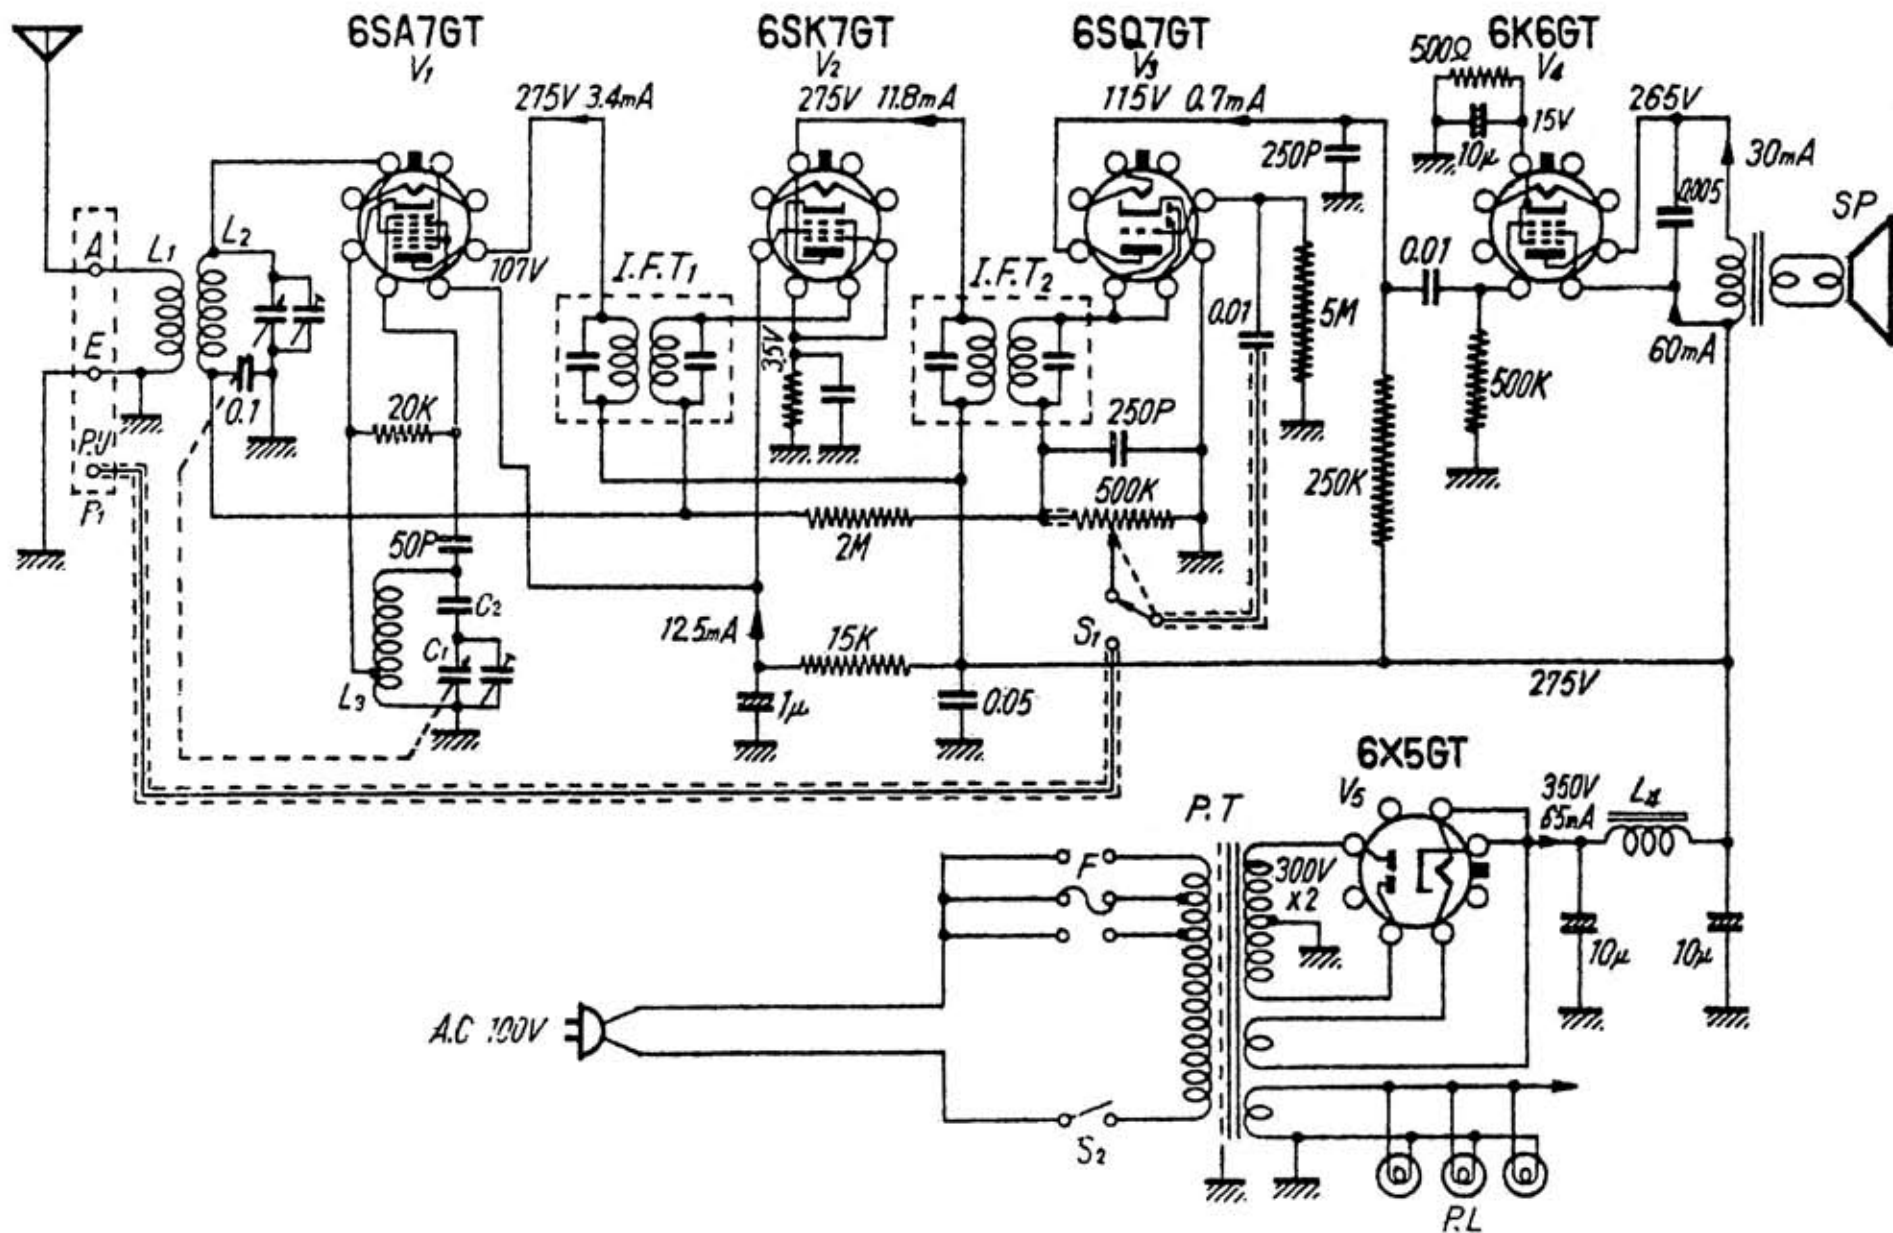 6SA7GT
V1
6SK7GT
V2
6SQ7GT
V3
6K6GT
V4
500Ω
15V
10μ
275V 3.4mA
275V 11.8mA
115V 0.7mA
265V
250P
30mA
0.005
SP
A
L1
L2
107V
I.F.T1
I.F.T2
0.01
0.01
5M
E
0.1
3.5V
60mA
500K
20K
250P
P.U
P1
250K
500K
2M
50P
C2
C1
L3
12.5mA
15K
S1
275V
1μ
0.05
6X5GT
V5
P.T
350V
65mA
L4
F
300V
x2
10μ
10μ
A.C 100V
S2
P.L